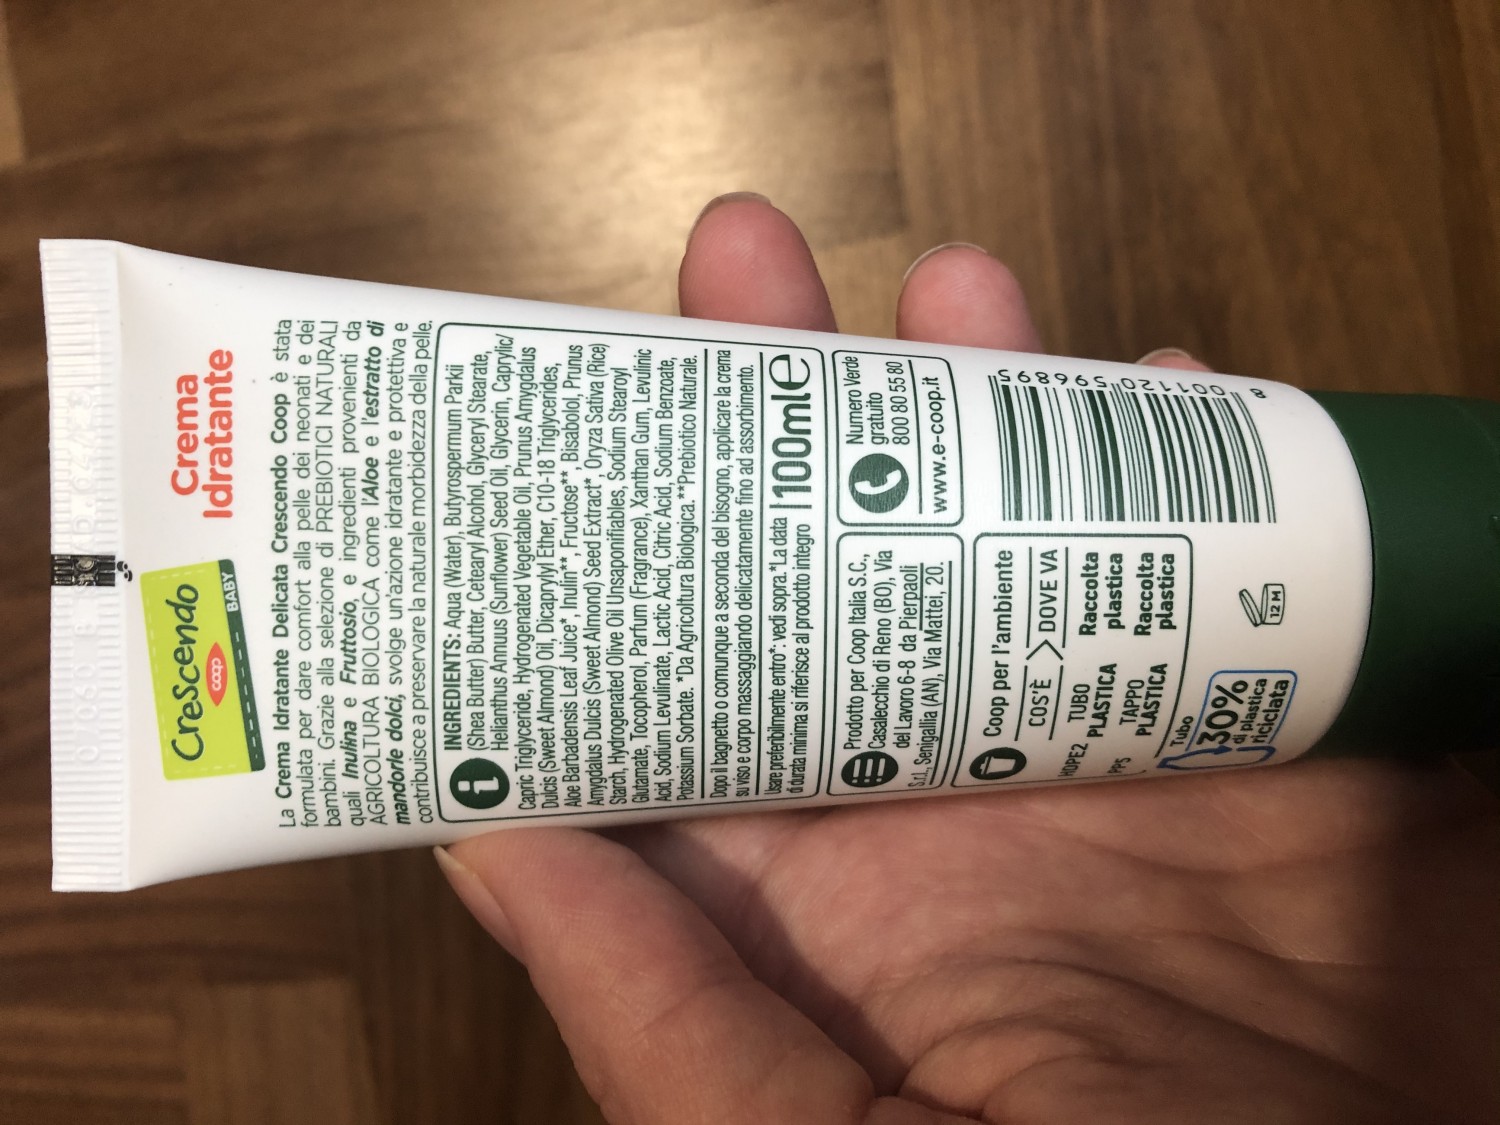 Crescendo
coop
BABY
Crema
Idratante
La Crema Idratante Delicata Crescendo Coop è stata
formulata per dare comfort alla pelle dei neonati e dei
bambini. Grazie alla selezione di PREBIOTICI NATURALI
quali Inulina e Fruttosio, e ingredienti provenienti da
AGRICOLTURA BIOLOGICA come l'Aloe e l'estratto di
mandorle dolci, svolge un'azione idratante e protettiva e
contribuisce a preservare la naturale morbidezza della pelle.
INGREDIENTS: Aqua (Water), Butyrospermum Parkii
(Shea Butter) Butter, Cetearyl Alcohol, Glyceryl Stearate,
Helianthus Annuus (Sunflower) Seed Oil, Glycerin, Caprylic/
Capric Triglyceride, Hydrogenated Vegetable Oil, Prunus Amygdalus
Dulcis (Sweet Almond) Oil, Dicaprylyl Ether, C10-18 Triglycerides,
Aloe Barbadensis Leaf Juice*, Inulin**, Fructose**, Bisabolol, Prunus
Amygdalus Dulcis (Sweet Almond) Seed Extract*, Oryza Sativa (Rice)
Starch, Hydrogenated Olive Oil Unsaponifiables, Sodium Stearoyl
Glutamate, Tocopherol, Parfum (Fragrance), Xanthan Gum, Levulinic
Acid, Sodium Levulinate, Lactic Acid, Citric Acid, Sodium Benzoate,
Potassium Sorbate. *Da Agricoltura Biologica. **Prebiotico Naturale.
Dopo il bagnetto o comunque a seconda del bisogno, applicare la crema
su viso e corpo massaggiando delicatamente fino ad assorbimento.
Usare preferibilmente entro*: vedi sopra. *La data
di durata minima si riferisce al prodotto integro
100ml e
Prodotto per Coop Italia S.C.,
Casalecchio di Reno (BO), Via
del Lavoro 6-8 da Pierpaoli
S.r.l., Senigallia (AN), Via Mattei, 20.
Numero Verde
gratuito
800 80 55 80
www.e-coop.it
Coop per l'ambiente
COS'È DOVE VA
HDPE2 TUBO PLASTICA Raccolta plastica
PP5 TAPPO PLASTICA Raccolta plastica
Tubo
30%
di plastica
riciclata
12 M
8 001120 596895